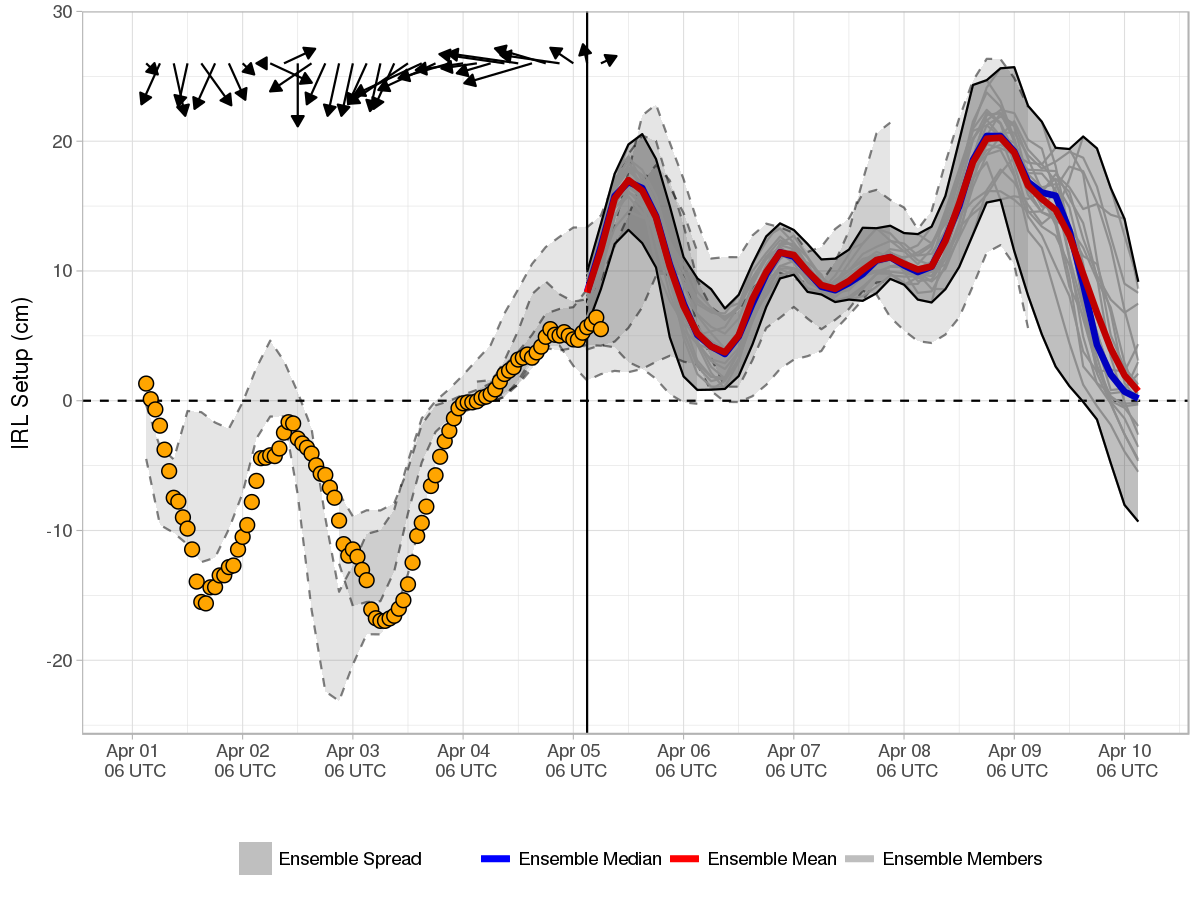 30
20
10
0
-10
-20
IRL Setup (cm)
Apr 01 Apr 02 Apr 03 Apr 04 Apr 05 Apr 06 Apr 07 Apr 08 Apr 09 Apr 10
06 UTC 06 UTC 06 UTC 06 UTC 06 UTC 06 UTC 06 UTC 06 UTC 06 UTC 06 UTC
Ensemble Spread Ensemble Median Ensemble Mean Ensemble Members